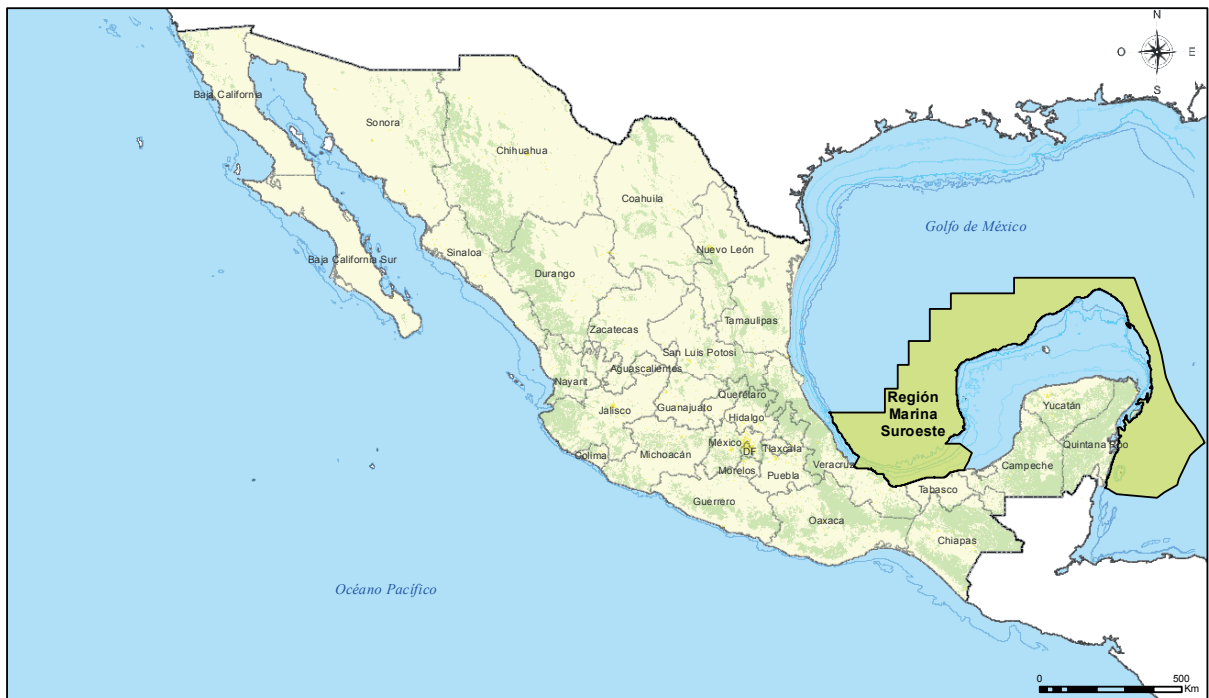 N
O
E
S
Baja California
Sonora
Chihuahua
Coahuila
Golfo de México
Nuevo León
Sinaloa
Baja California Sur
Durango
Tamaulipas
Zacatecas
San Luis Potosi
Aguascalientes
Nayarit
Querétaro
Región
Marina
Suroeste
Yucatán
Jalisco
Guanajuato
Hidalgo
México
DF
Tlaxcala
Quintana Roo
Colima
Michoacán
Veracruz
Campeche
Morelos
Puebla
Tabasco
Guerrero
Oaxaca
Chiapas
Océano Pacífico
0
500
Km